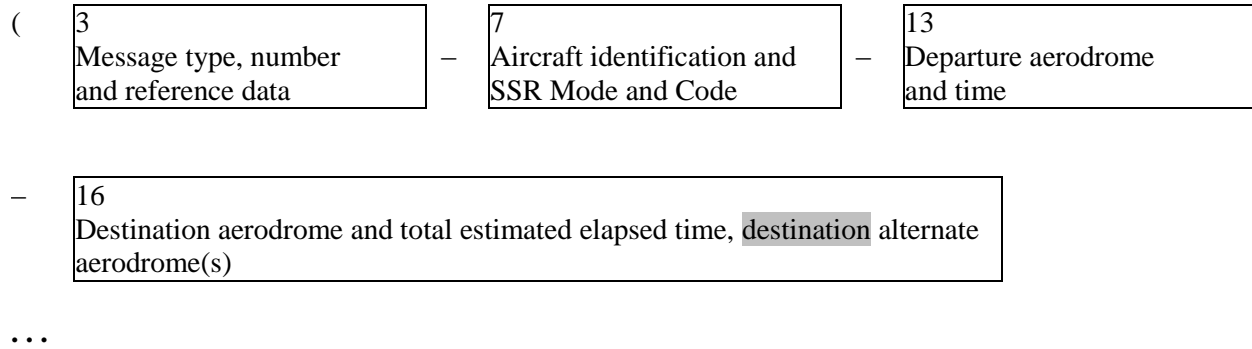 ( 3 7 13
Message type, number – Aircraft identification and – Departure aerodrome
and reference data SSR Mode and Code and time
– 16
Destination aerodrome and total estimated elapsed time, destination alternate
aerodrome(s)
. . .